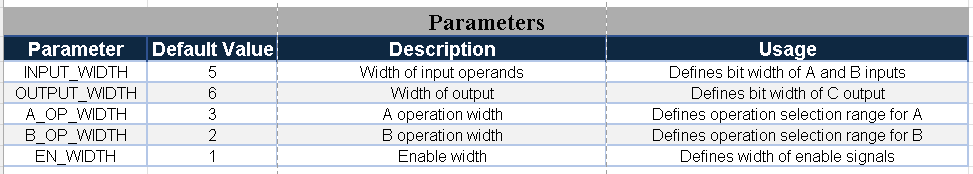 Parameters
Parameter Default Value Description Usage
INPUT_WIDTH 5 Width of input operands Defines bit width of A and B inputs
OUTPUT_WIDTH 6 Width of output Defines bit width of C output
A_OP_WIDTH 3 A operation width Defines operation selection range for A
B_OP_WIDTH 2 B operation width Defines operation selection range for B
EN_WIDTH 1 Enable width Defines width of enable signals